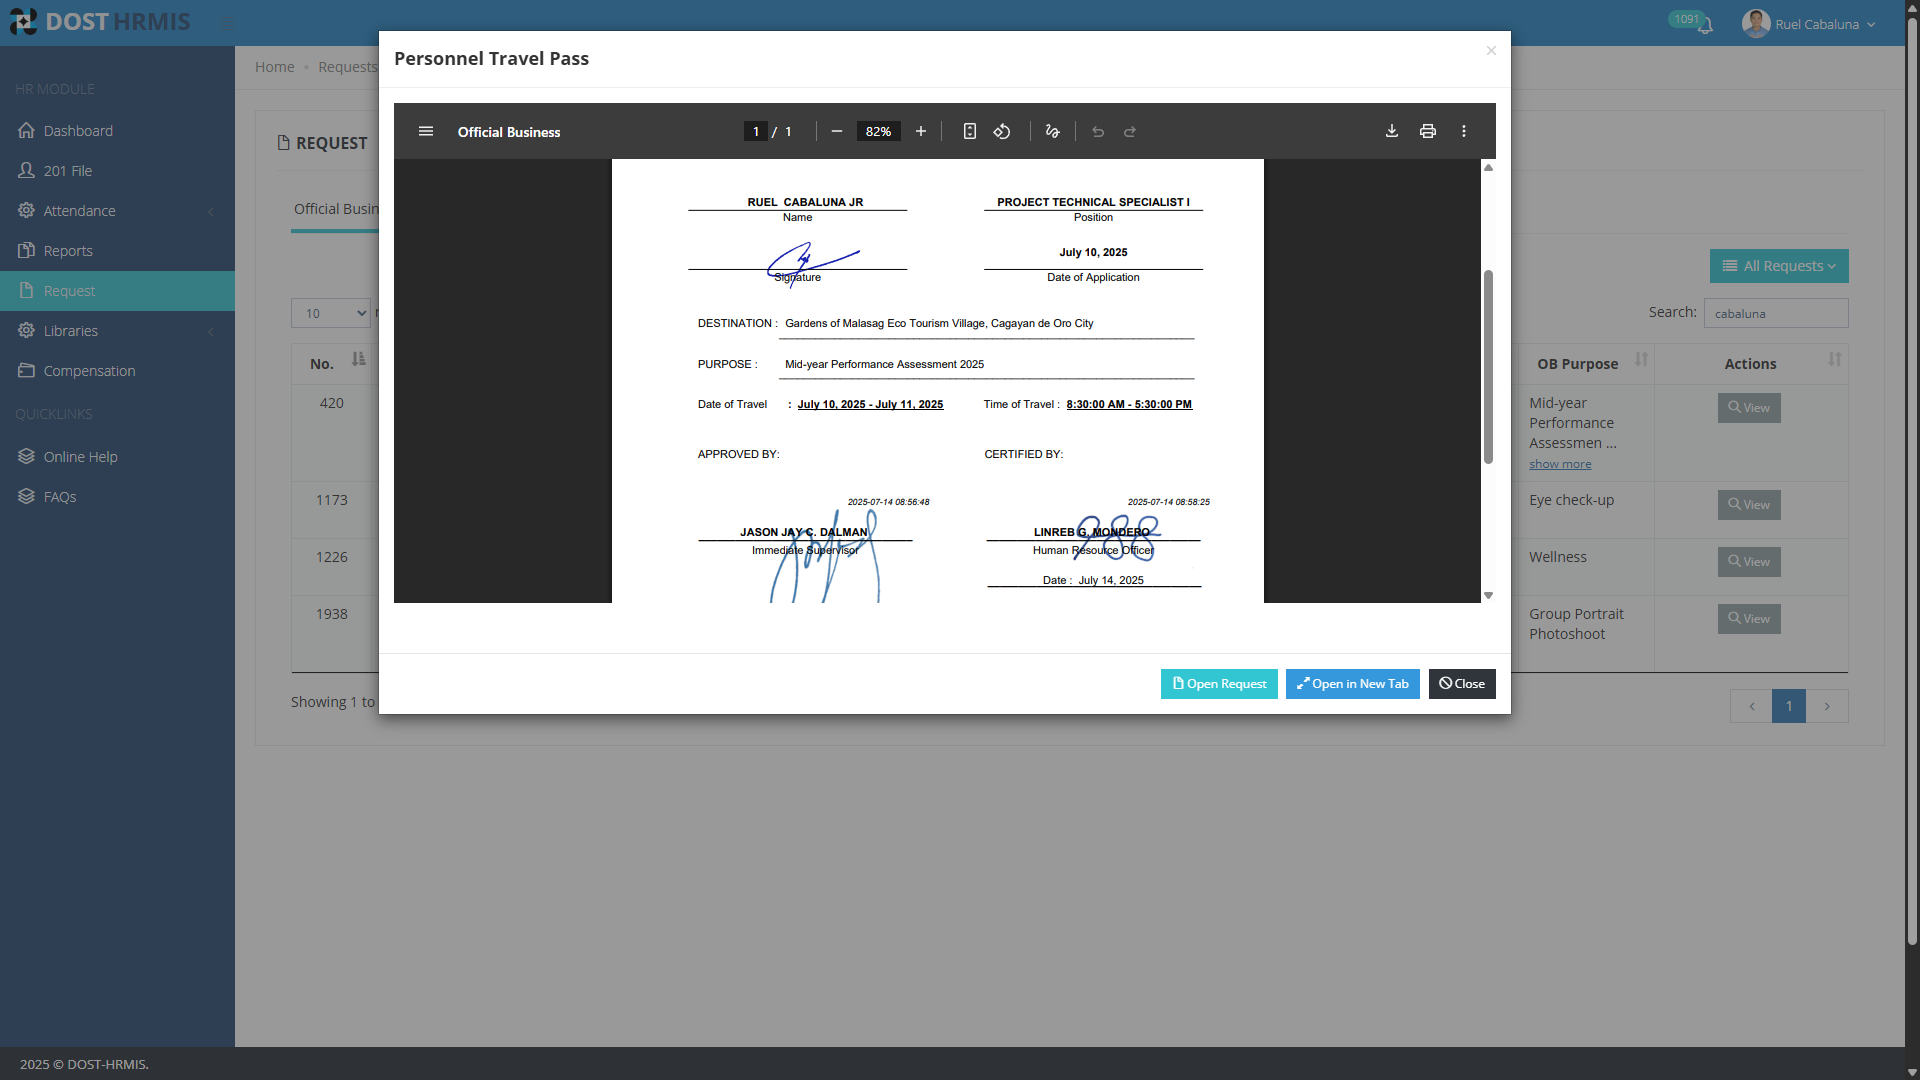 DOST HRMIS
1091
Ruel Cabaluna
HR MODULE
Dashboard
201 File
Attendance
Reports
Request
Libraries
Compensation
QUICKLINKS
Online Help
FAQs
Home • Requests
REQUEST
Official Busin
All Requests
10
Search: cabaluna
No.
OB Purpose
Actions
420
Mid-year
Performance
Assessmen ...
show more
View
1173
Eye check-up
View
1226
Wellness
View
1938
Group Portrait
Photoshoot
View
Showing 1 to
1
Personnel Travel Pass
×
Official Business
1 / 1
82%
RUEL CABALUNA JR
Name
PROJECT TECHNICAL SPECIALIST I
Position
Signature
July 10, 2025
Date of Application
DESTINATION : Gardens of Malasag Eco Tourism Village, Cagayan de Oro City
PURPOSE : Mid-year Performance Assessment 2025
Date of Travel : July 10, 2025 - July 11, 2025
Time of Travel : 8:30:00 AM - 5:30:00 PM
APPROVED BY:
CERTIFIED BY:
2025-07-14 08:56:48
2025-07-14 08:58:25
JASON JAY C. DALMAN
Immediate Supervisor
LINREB G. MONDERO
Human Resource Officer
Date : July 14, 2025
Open Request
Open in New Tab
Close
2025 © DOST-HRMIS.